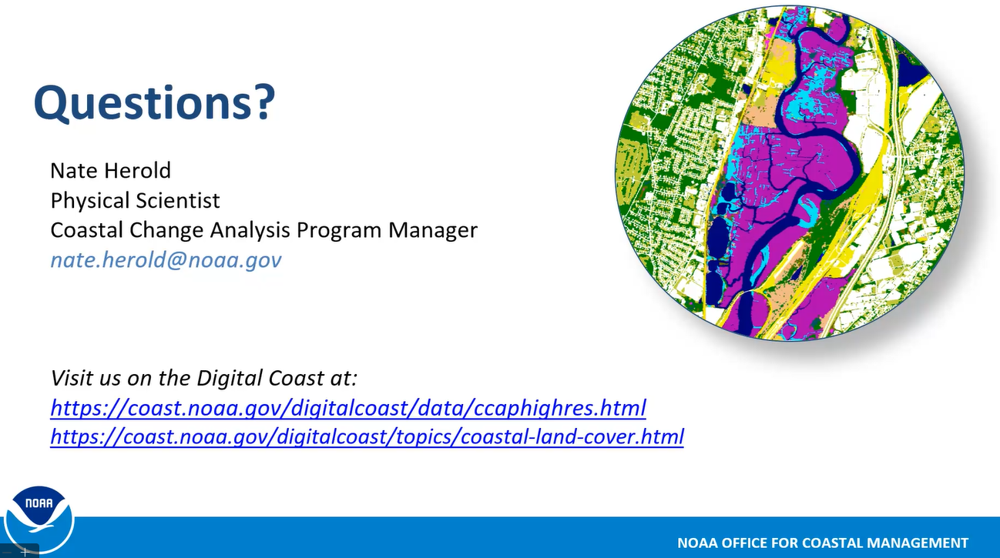 Questions?
Nate Herold
Physical Scientist
Coastal Change Analysis Program Manager
nate.herold@noaa.gov
Visit us on the Digital Coast at:
https://coast.noaa.gov/digitalcoast/data/ccaphighres.html
https://coast.noaa.gov/digitalcoast/topics/coastal-land-cover.html
NOAA
NOAA OFFICE FOR COASTAL MANAGEMENT